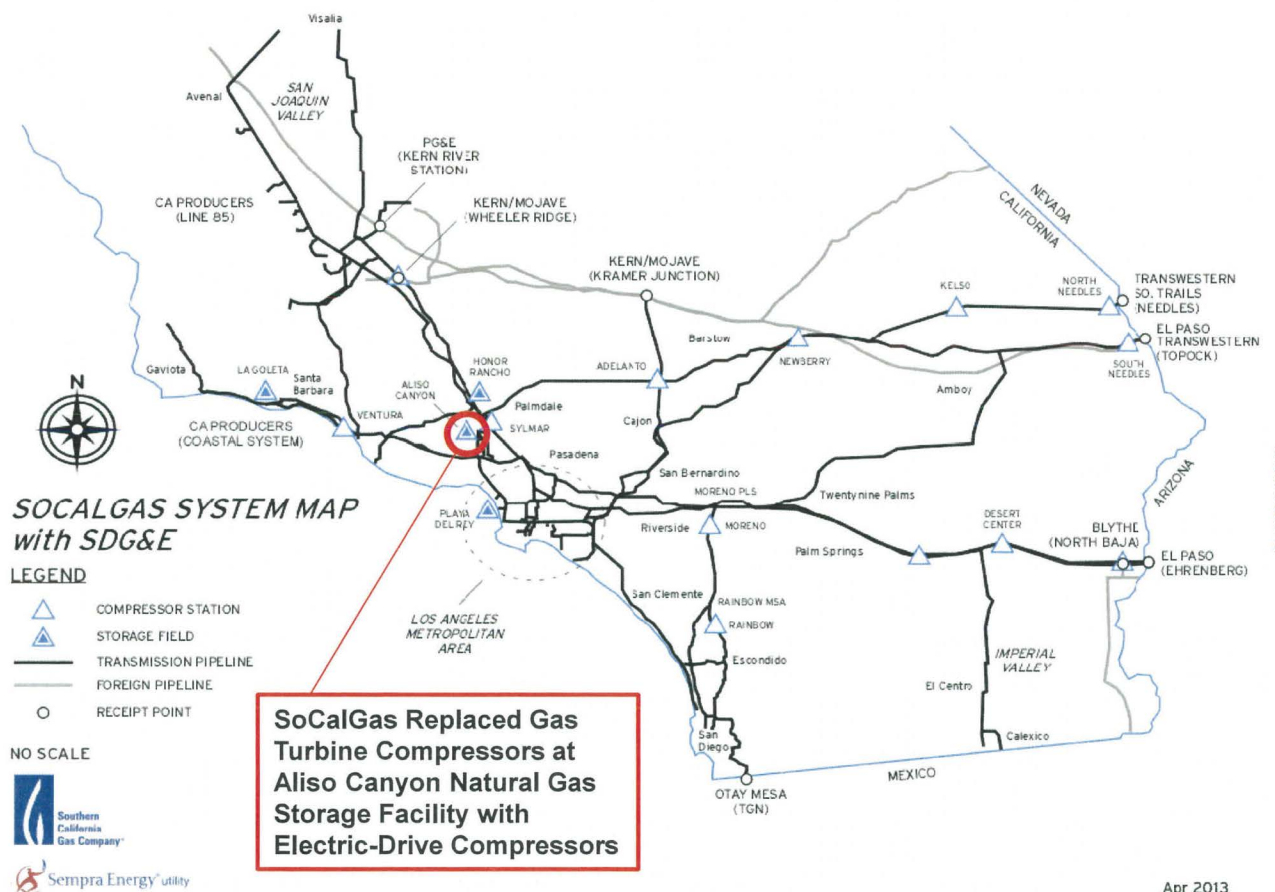 Visalia
SAN
JOAQUIN
VALLEY
Avenal
PG&E
(KERN RIVER
STATION)
CA PRODUCERS
(LINE 85)
KERN/MOJAVE
(WHEELER RIDGE)
NEVADA
CALIFORNIA
KERN/MOJAVE
(KRAMER JUNCTION)
KELSO
NORTH
NEEDLES
TRANSWESTERN
SO. TRAILS
(NEEDLES)
EL PASO
TRANSWESTERN
(TOPOCK)
Barstow
NEWBERRY
SOUTH
NEEDLES
Gaviota
LA GOLETA
Santa
Barbara
HONOR
RANCHO
ALISO
CANYON
ADELANTO
Amboy
N
CA PRODUCERS
(COASTAL SYSTEM)
VENTURA
Palmdale
SYLMAR
Cajon
Pasadena
San Bernardino
ARIZONA
SOCALGAS SYSTEM MAP
with SDG&E
PLAYA
DEL REY
MORENO PLS
Twentynine Palms
Riverside
MORENO
DESERT
CENTER
BLYTHE
(NORTH BAJA)
Palm Springs
EL PASO
(EHRENBERG)
LEGEND
COMPRESSOR STATION
STORAGE FIELD
TRANSMISSION PIPELINE
FOREIGN PIPELINE
RECEIPT POINT
LOS ANGELES
METROPOLITAN
AREA
San Clemente
RAINBOW MSA
RAINBOW
Escondido
IMPERIAL
VALLEY
El Centro
NO SCALE
San
Diego
Calexico
MEXICO
OTAY MESA
(TGN)
SoCalGas Replaced Gas
Turbine Compressors at
Aliso Canyon Natural Gas
Storage Facility with
Electric-Drive Compressors
Southern
California
Gas Company
Sempra Energy utility
Apr 2013